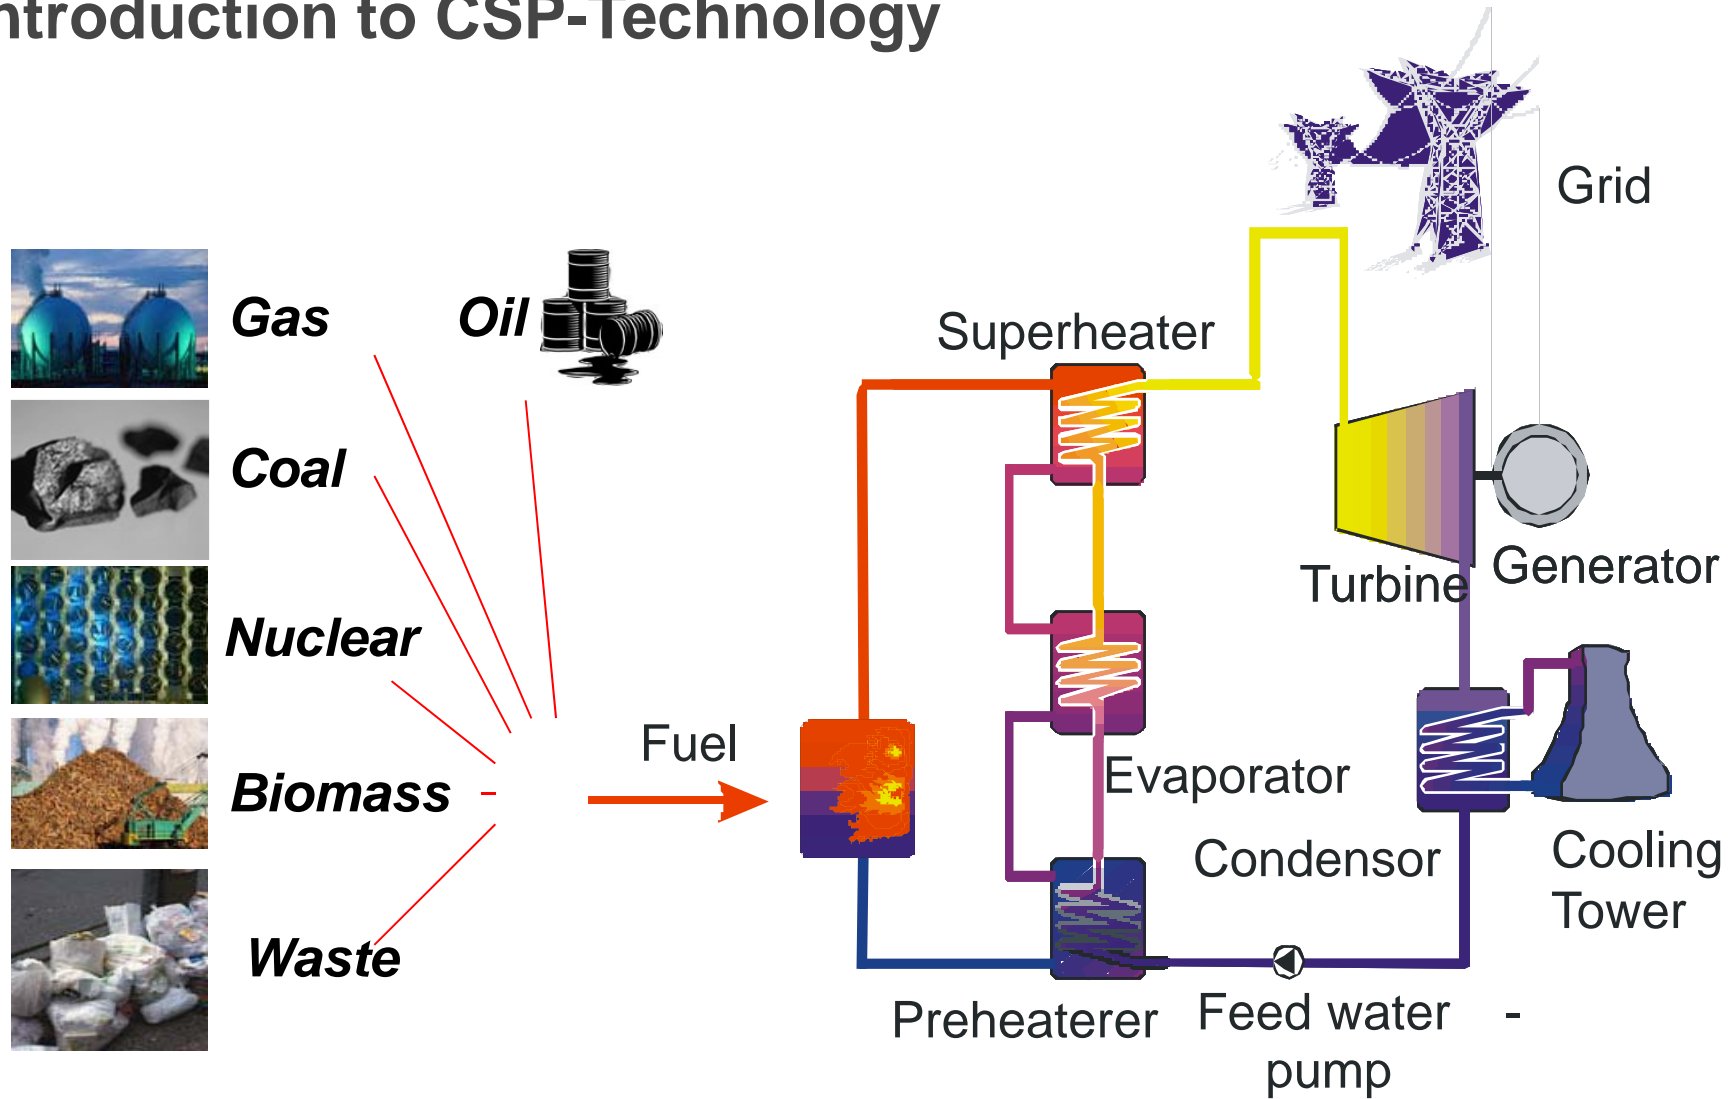 ntroduction to CSP-Technology
Grid
Gas
Oil
Superheater
Coal
Generator
Turbine
Nuclear
Fuel
Evaporator
Biomass -
Condensor
Cooling
Tower
Waste
Preheaterer
Feed water -
pump